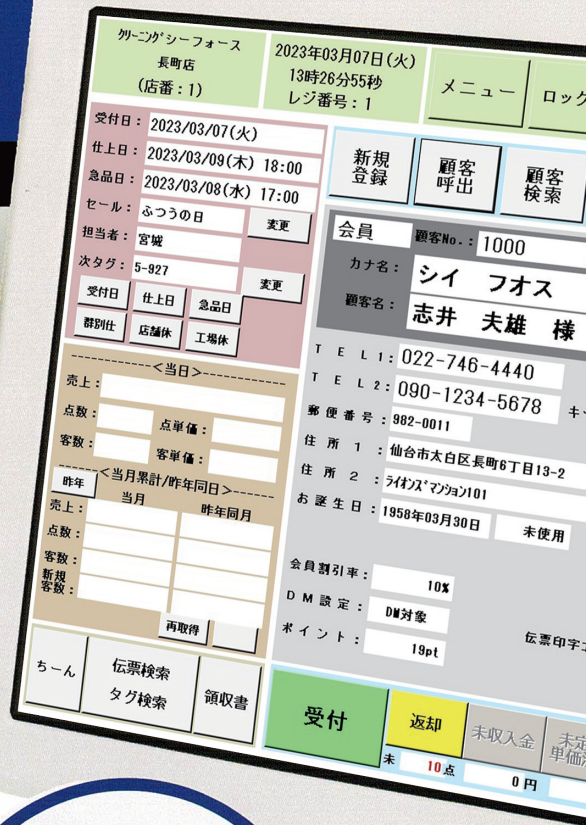 クリーニングシーフォース
長町店
(店番:1)
2023年03月07日(火)
13時26分55秒
レジ番号:1
メニュー
受付日: 2023/03/07(火)
仕上日: 2023/03/09(木) 18:00
急品日: 2023/03/08(水) 17:00
セール: ふつうの日 変更
担当者: 宮城
次タグ: 5-927 変更
受付日 仕上日 急品日
群別仕 店舗休 工場休
新規
登録
顧客
呼出
顧客
検索
会員 顧客No.: 1000
カナ名: シイ フオス
顧客名: 志井 夫雄 様
TEL1: 022-746-4440
TEL2: 090-1234-5678
郵便番号: 982-0011
住所1: 仙台市太白区長町6丁目13-2
住所2: ライオンズマンション101
お誕生日: 1958年03月30日 未使用
会員割引率: 10%
DM設定: DM対象
ポイント: 19pt
伝票印字
<当日>
売上:
点数: 点単価:
客数: 客単価:
<当月累計/昨年同日>
昨年 当月 昨年同月
売上:
点数:
客数:
新規
客数:
再取得
ちーん
伝票検索
タグ検索
領収書
受付
返却
未収入金
未 10点 0円